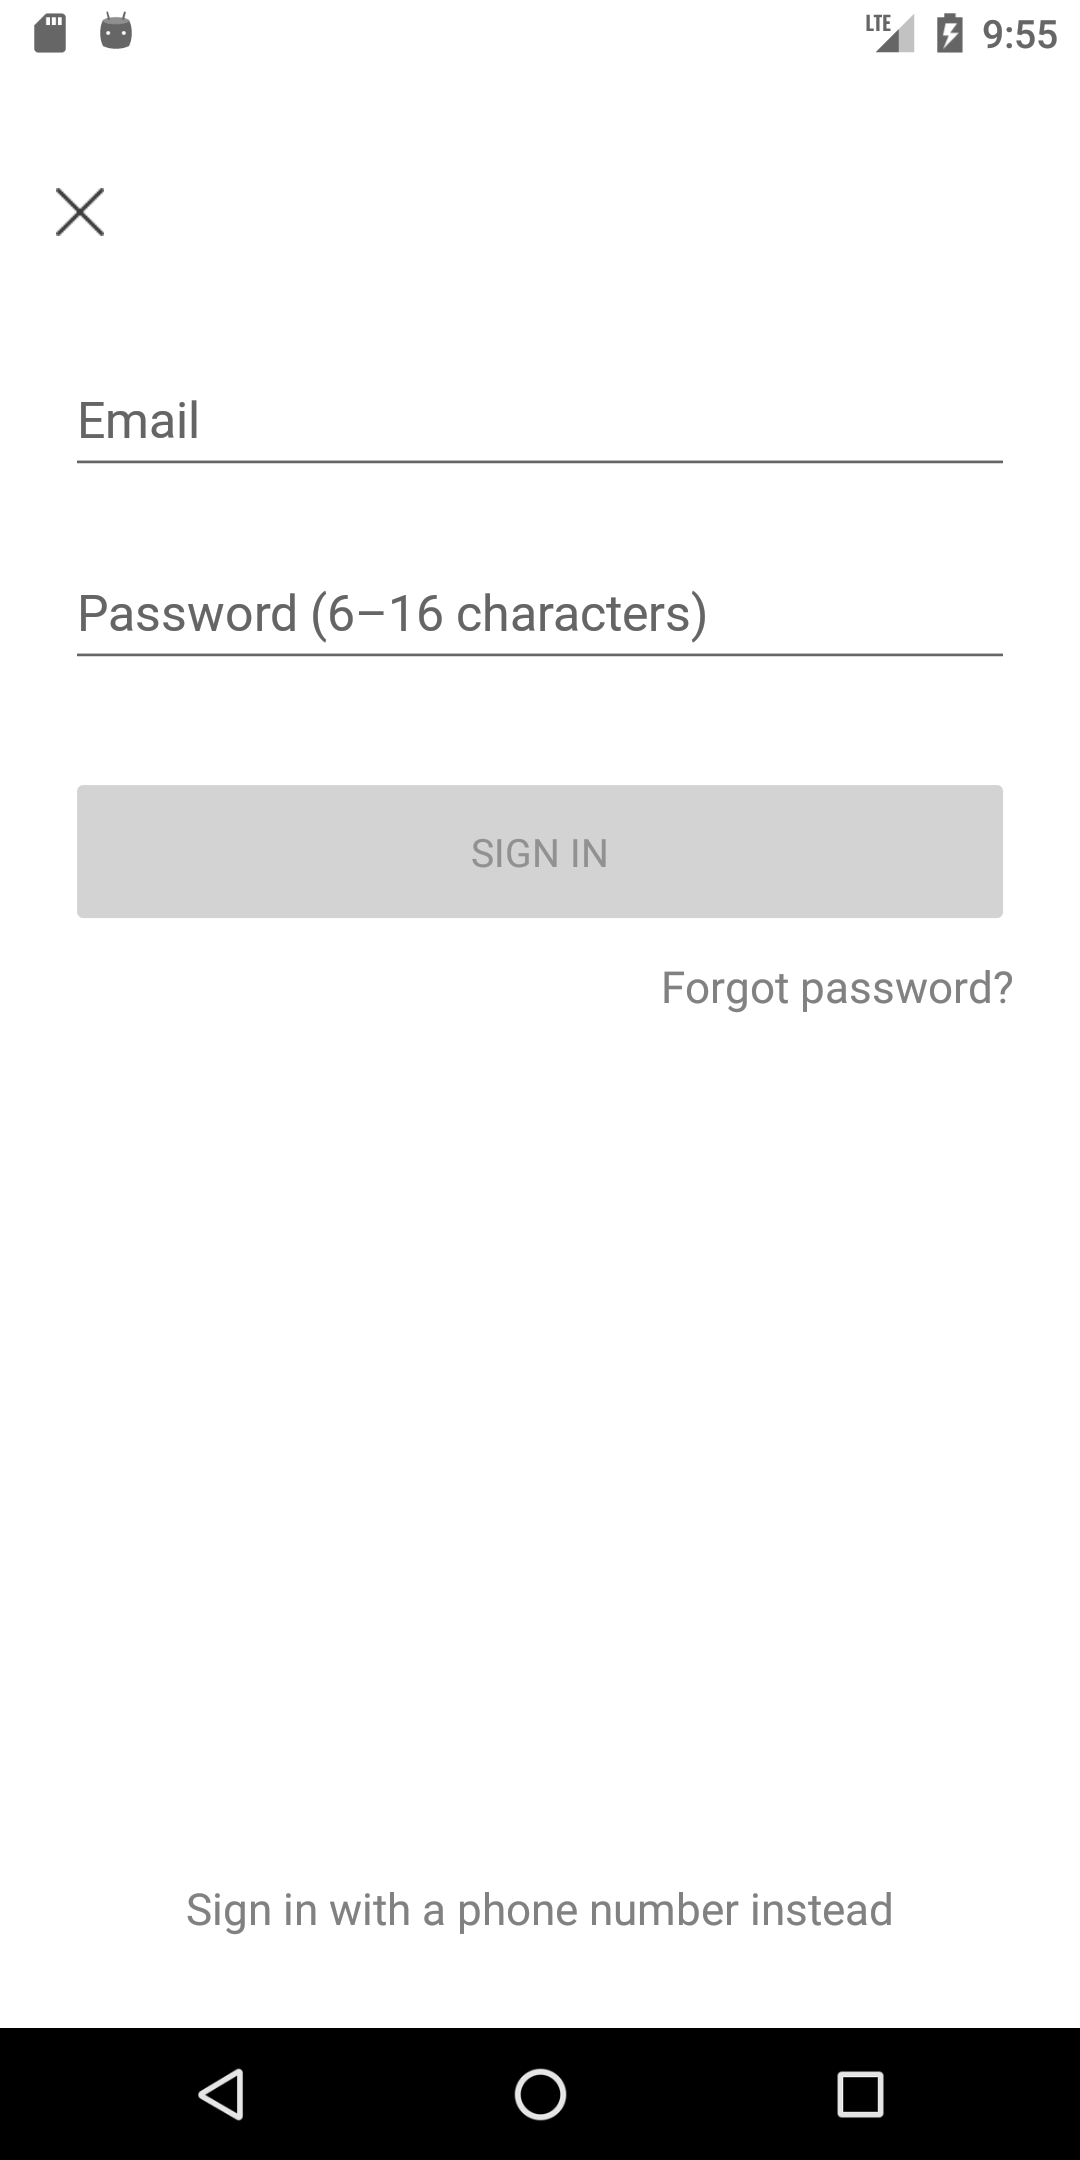 LTE 9:55
Email
Password (6–16 characters)
SIGN IN
Forgot password?
Sign in with a phone number instead